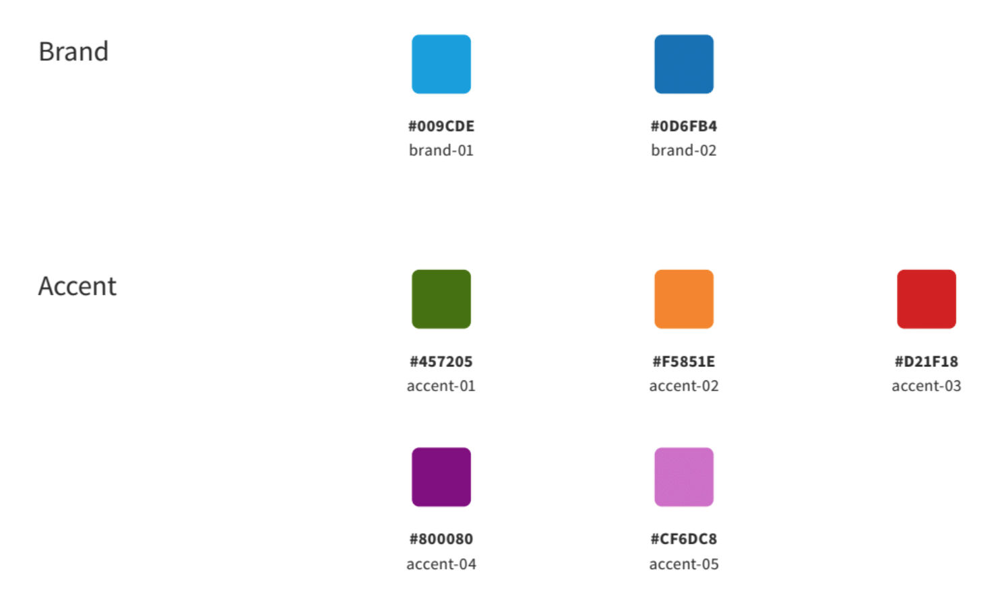 Brand
#009CDE
brand-01
#0D6FB4
brand-02
Accent
#457205
accent-01
#F5851E
accent-02
#D21F18
accent-03
#800080
accent-04
#CF6DC8
accent-05